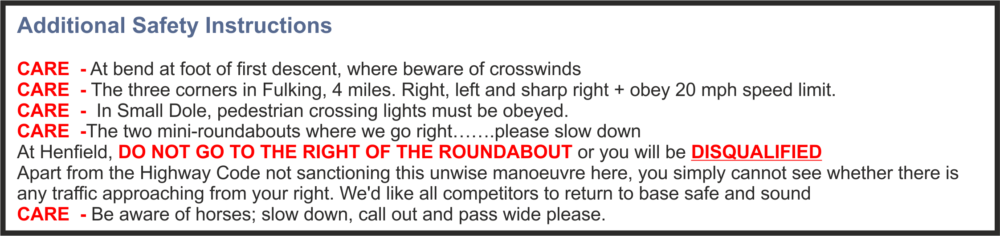 Additional Safety Instructions
CARE  - At bend at foot of first descent, where beware of crosswinds
CARE  - The three corners in Fulking, 4 miles. Right, left and sharp right + obey 20 mph speed limit.
CARE  -  In Small Dole, pedestrian crossing lights must be obeyed.
CARE  -The two mini-roundabouts where we go right…….please slow down
At Henfield, DO NOT GO TO THE RIGHT OF THE ROUNDABOUT or you will be DISQUALIFIED
Apart from the Highway Code not sanctioning this unwise manoeuvre here, you simply cannot see whether there is
any traffic approaching from your right. We'd like all competitors to return to base safe and sound
CARE  - Be aware of horses; slow down, call out and pass wide please.